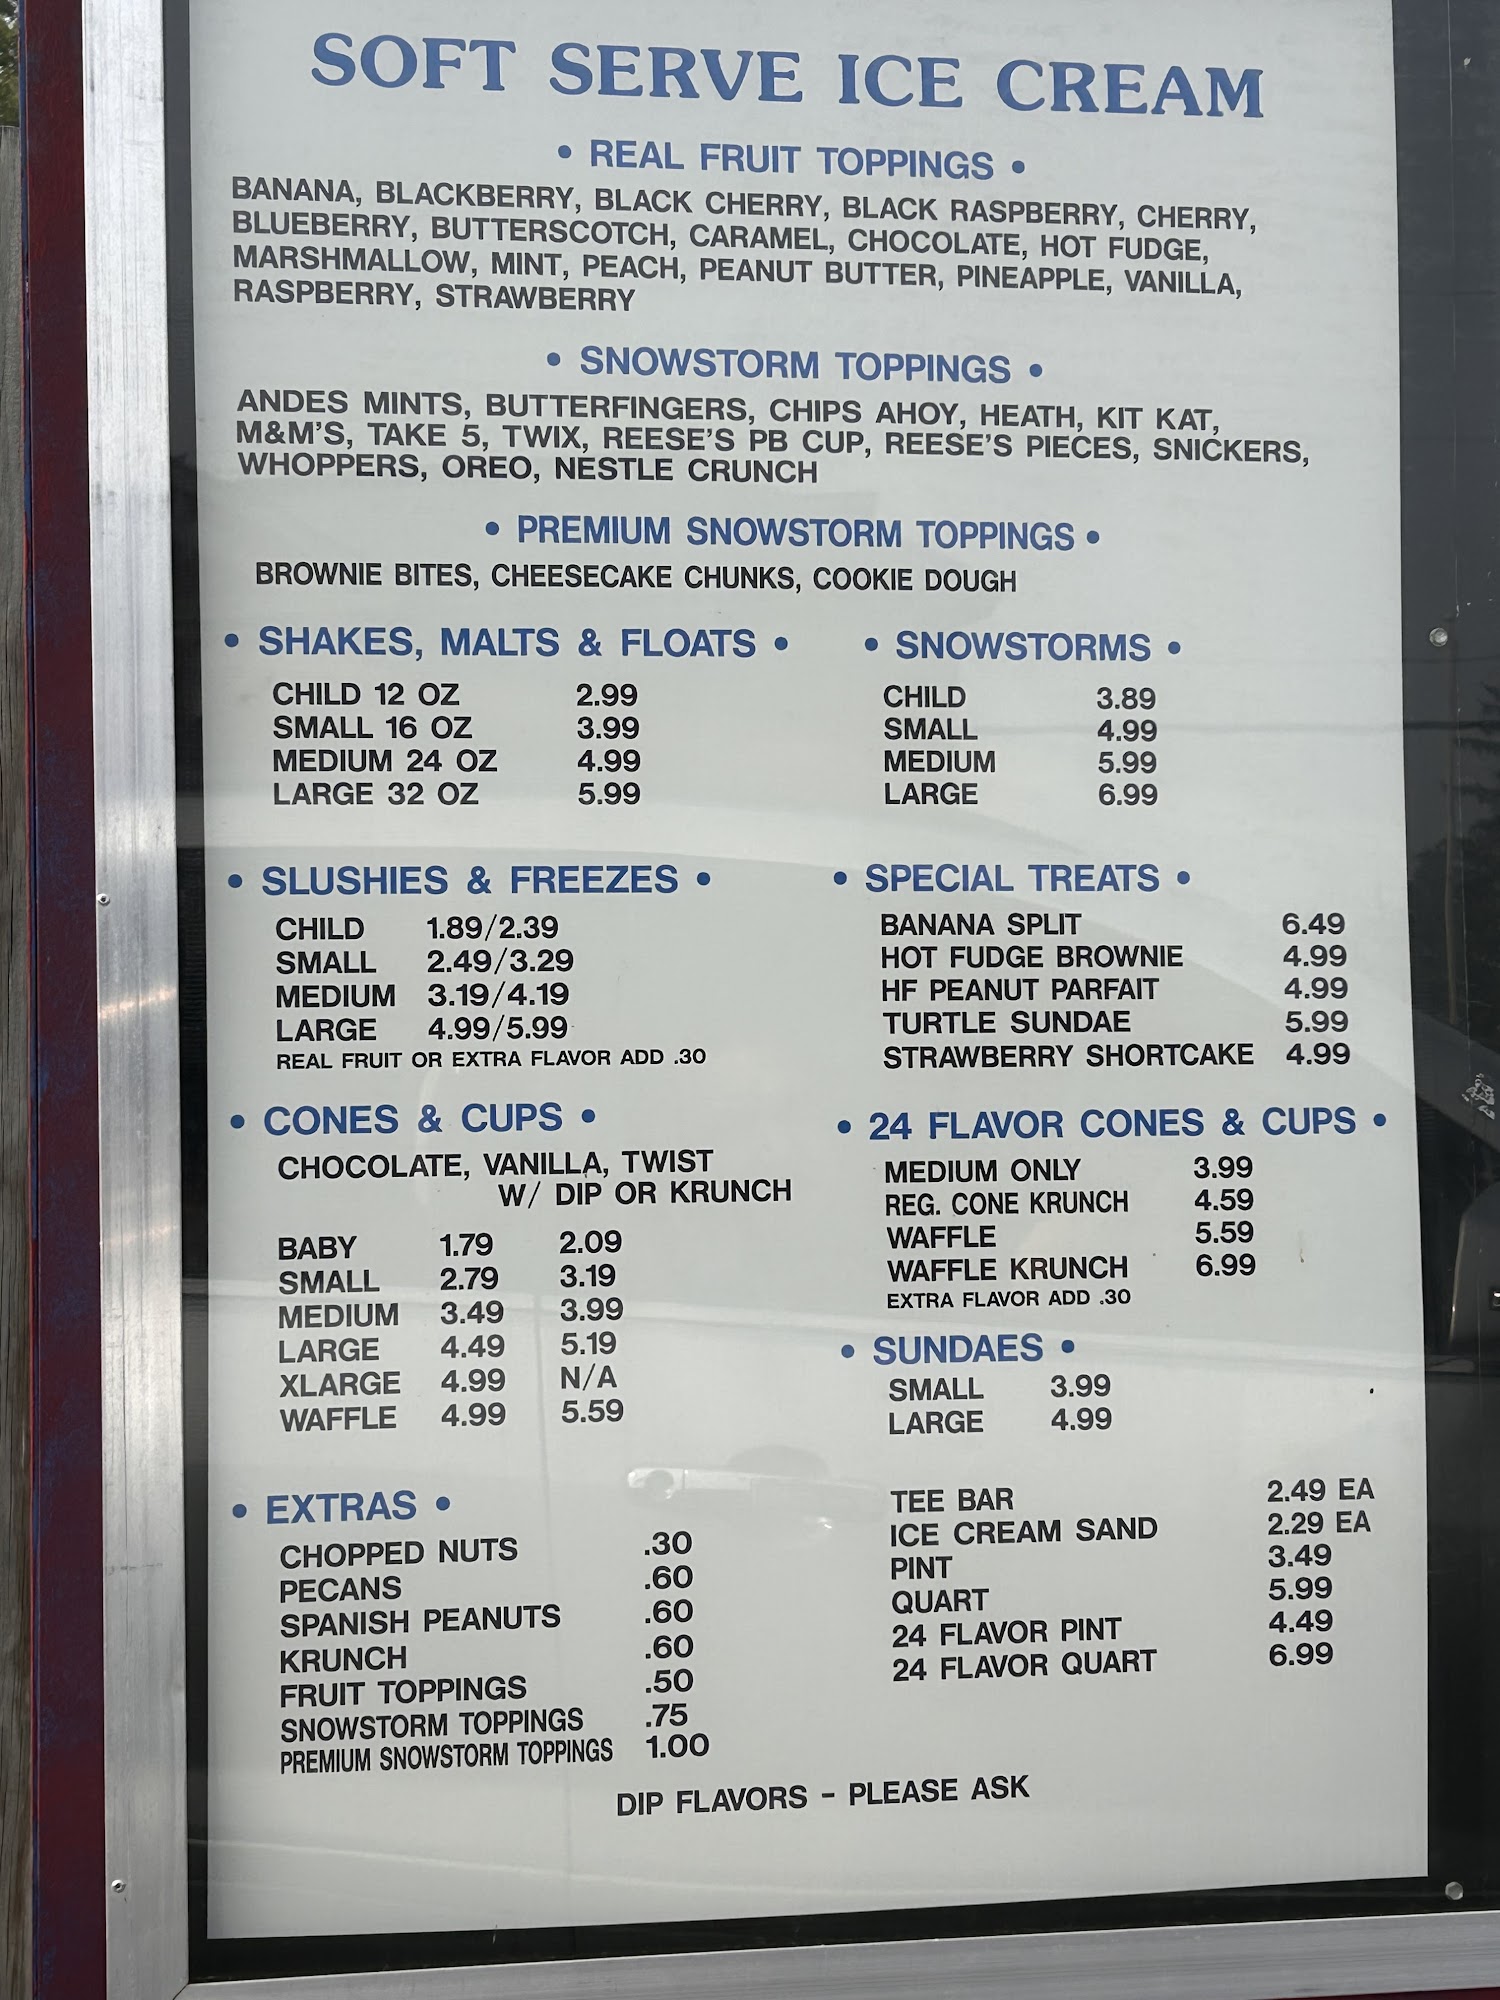 SOFT SERVE ICE CREAM
• REAL FRUIT TOPPINGS •
BANANA, BLACKBERRY, BLACK CHERRY, BLACK RASPBERRY, CHERRY,
BLUEBERRY, BUTTERSCOTCH, CARAMEL, CHOCOLATE, HOT FUDGE,
MARSHMALLOW, MINT, PEACH, PEANUT BUTTER, PINEAPPLE, VANILLA,
RASPBERRY, STRAWBERRY
• SNOWSTORM TOPPINGS •
ANDES MINTS, BUTTERFINGERS, CHIPS AHOY, HEATH, KIT KAT,
M&M'S, TAKE 5, TWIX, REESE'S PB CUP, REESE'S PIECES, SNICKERS,
WHOPPERS, OREO, NESTLE CRUNCH
• PREMIUM SNOWSTORM TOPPINGS •
BROWNIE BITES, CHEESECAKE CHUNKS, COOKIE DOUGH
• SHAKES, MALTS & FLOATS •
CHILD 12 OZ 2.99
SMALL 16 OZ 3.99
MEDIUM 24 OZ 4.99
LARGE 32 OZ 5.99
• SNOWSTORMS •
CHILD 3.89
SMALL 4.99
MEDIUM 5.99
LARGE 6.99
• SLUSHIES & FREEZES •
CHILD 1.89/2.39
SMALL 2.49/3.29
MEDIUM 3.19/4.19
LARGE 4.99/5.99
REAL FRUIT OR EXTRA FLAVOR ADD .30
• SPECIAL TREATS •
BANANA SPLIT 6.49
HOT FUDGE BROWNIE 4.99
HF PEANUT PARFAIT 4.99
TURTLE SUNDAE 5.99
STRAWBERRY SHORTCAKE 4.99
• CONES & CUPS •
CHOCOLATE, VANILLA, TWIST
W/ DIP OR KRUNCH
BABY 1.79 2.09
SMALL 2.79 3.19
MEDIUM 3.49 3.99
LARGE 4.49 5.19
XLARGE 4.99 N/A
WAFFLE 4.99 5.59
• 24 FLAVOR CONES & CUPS •
MEDIUM ONLY 3.99
REG. CONE KRUNCH 4.59
WAFFLE 5.59
WAFFLE KRUNCH 6.99
EXTRA FLAVOR ADD .30
• SUNDAES •
SMALL 3.99
LARGE 4.99
• EXTRAS •
CHOPPED NUTS .30
PECANS .60
SPANISH PEANUTS .60
KRUNCH .60
FRUIT TOPPINGS .50
SNOWSTORM TOPPINGS .75
PREMIUM SNOWSTORM TOPPINGS 1.00
TEE BAR 2.49 EA
ICE CREAM SAND 2.29 EA
PINT 3.49
QUART 5.99
24 FLAVOR PINT 4.49
24 FLAVOR QUART 6.99
DIP FLAVORS - PLEASE ASK